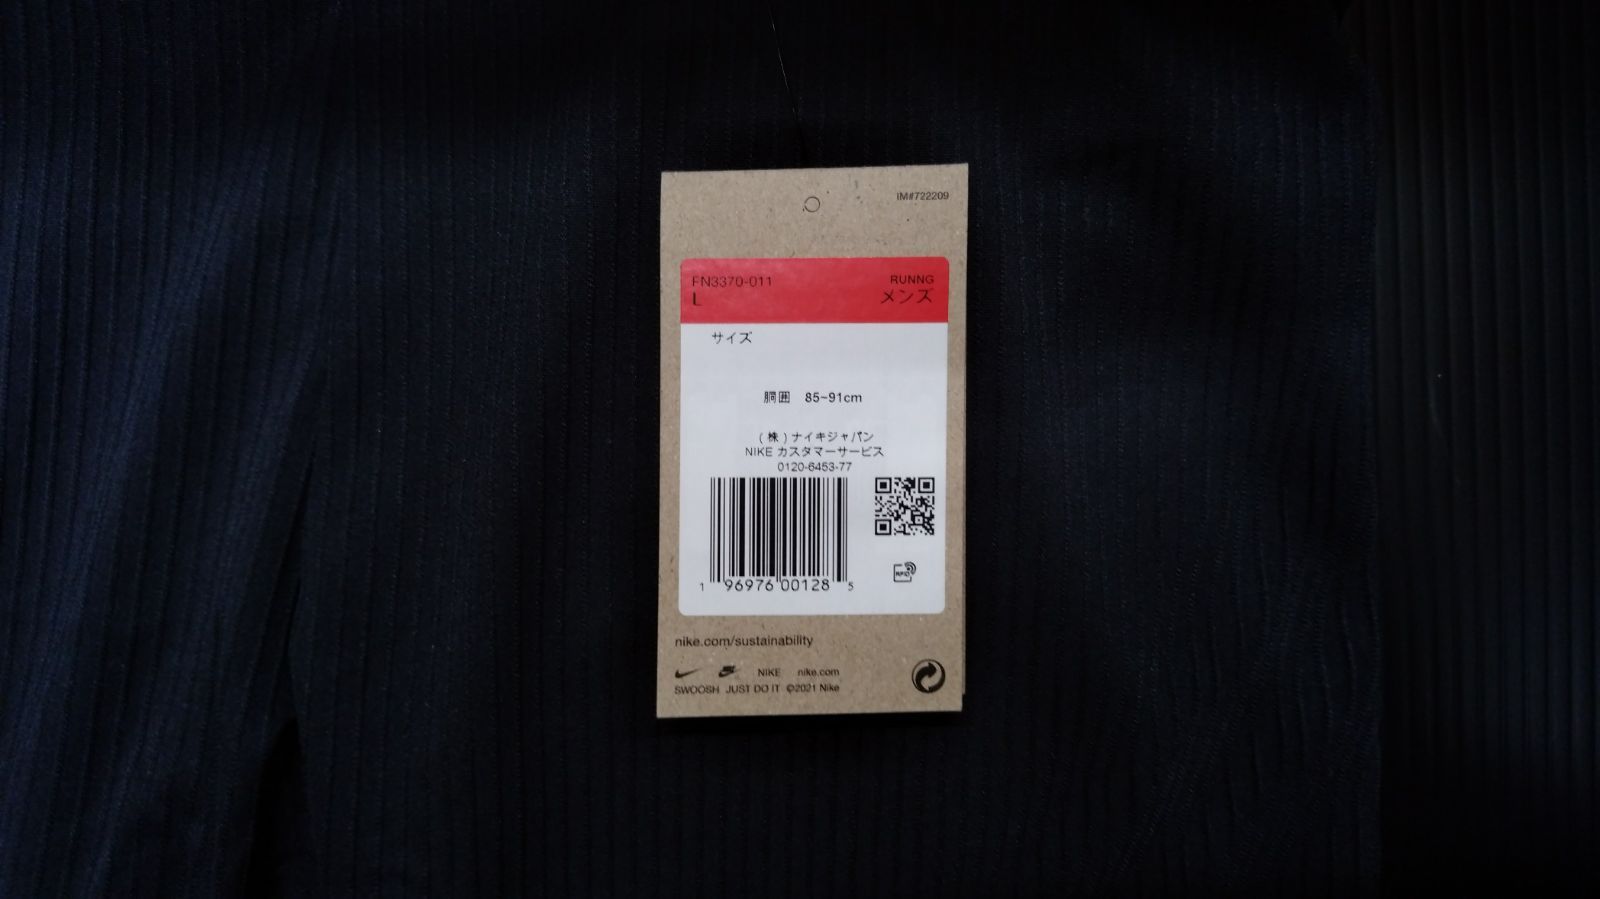 IM#722209
FN3370-011
RUNNG
L
メンズ
サイズ
胴囲 85~91cm
(株)ナイキジャパン
NIKE カスタマーサービス
0120-6453-77
1 96976 00128 5
RFID
nike.com/sustainability
NIKE nike.com
SWOOSH JUST DO IT ©2021 Nike